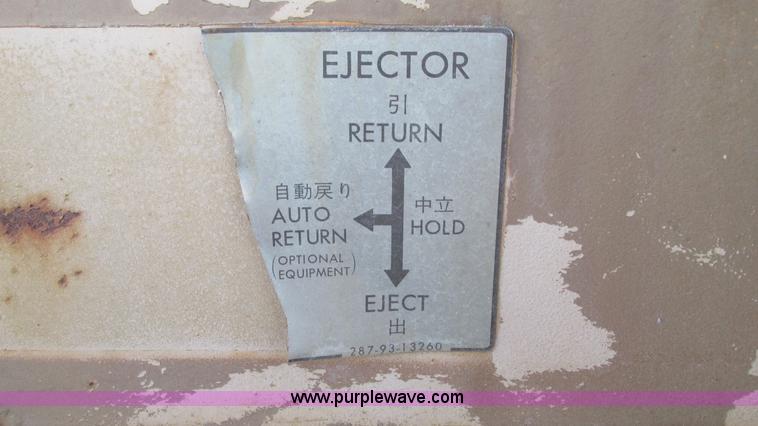 EJECTOR
引
RETURN
自動戻り
AUTO
RETURN
(OPTIONAL
EQUIPMENT)
中立
HOLD
EJECT
出
287-93-13260
www.purplewave.com